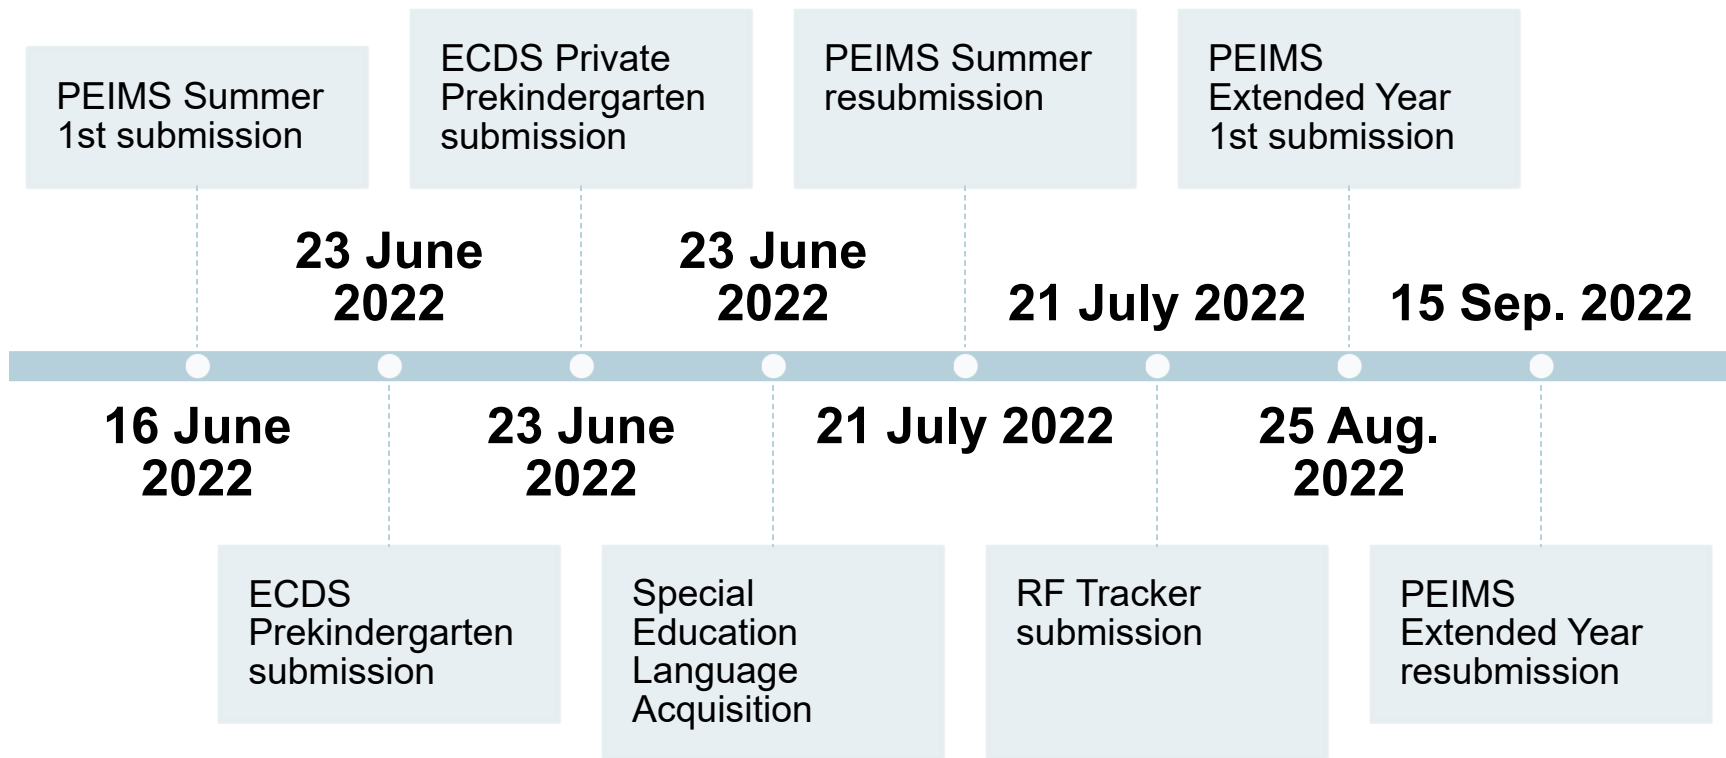 PEIMS Summer
1st submission
ECDS Private
Prekindergarten
submission
PEIMS Summer
resubmission
PEIMS
Extended Year
1st submission
23 June
2022
23 June
2022
21 July 2022
15 Sep. 2022
16 June
2022
23 June
2022
21 July 2022
25 Aug.
2022
ECDS
Prekindergarten
submission
Special
Education
Language
Acquisition
RF Tracker
submission
PEIMS
Extended Year
resubmission